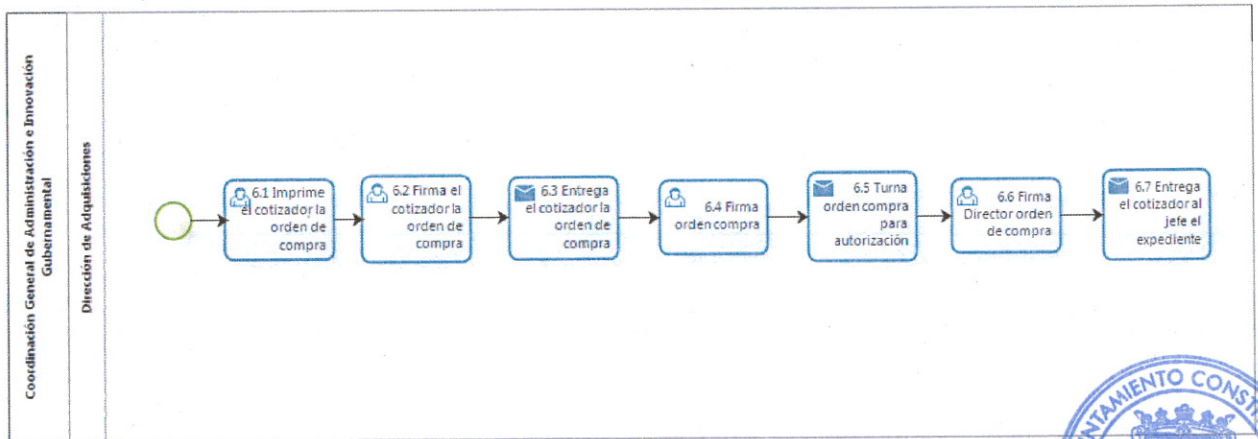 Coordinación General de Administración e Innovación
Gubernamental
Dirección de Adquisiciones
6.1 Imprime
el cotizador la
orden de
compra
6.2 Firma el
cotizador la
orden de
compra
6.3 Entrega
el cotizador la
orden de
compra
6.4 Firma
orden compra
6.5 Turna
orden compra
para
autorización
6.6 Firma
Director orden
de compra
6.7 Entrega
el cotizador al
jefe el
expediente
NTAMIENTO CONST